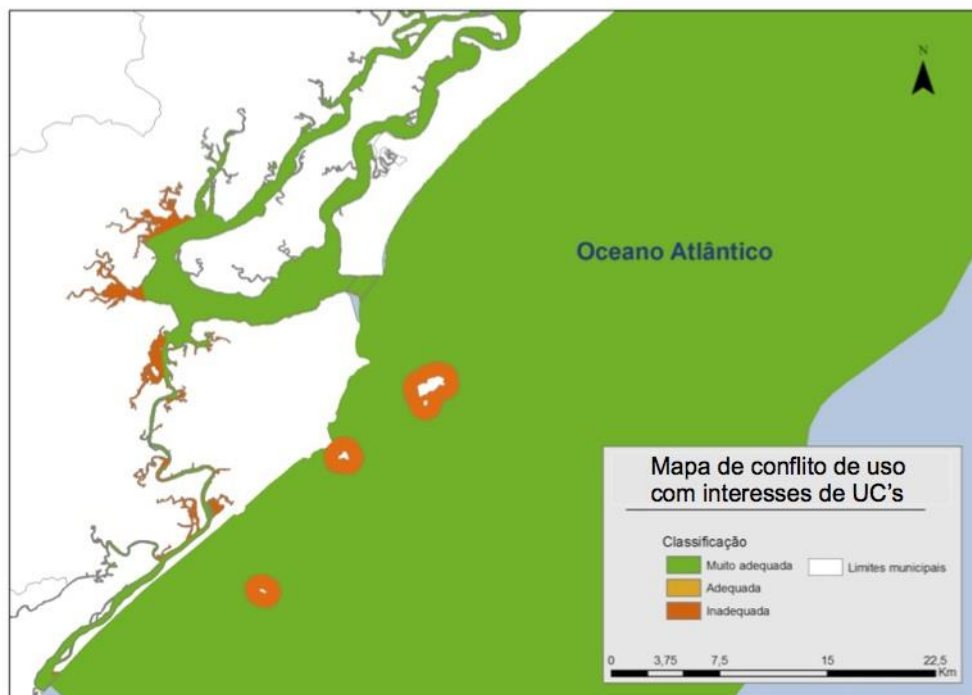 N
Oceano Atlântico
Mapa de conflito de uso
com interesses de UC's
Classificação
Muito adequada
Limites municipais
Adequada
Inadequada
0 3,75 7,5 15 22,5
Km